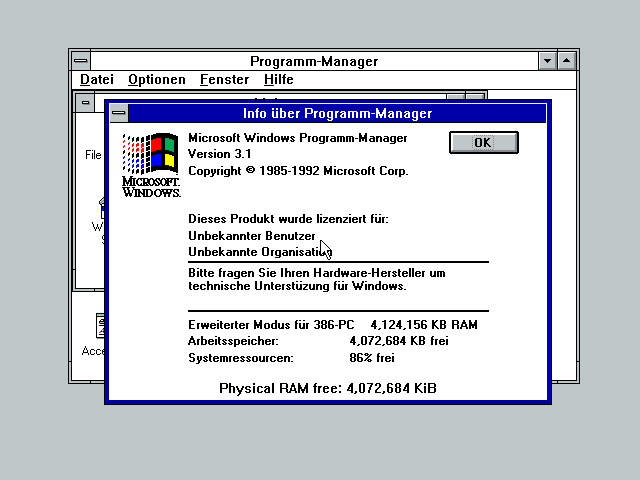 Programm-Manager
Datei Optionen Fenster Hilfe
Info über Programm-Manager
Microsoft Windows Programm-Manager
Version 3.1
Copyright © 1985-1992 Microsoft Corp.
OK
MICROSOFT.
WINDOWS.
File
W
S
Acce
Dieses Produkt wurde lizenziert für:
Unbekannter Benutzer
Unbekannte Organisation
Bitte fragen Sie Ihren Hardware-Hersteller um
technische Unterstüzung für Windows.
Erweiterter Modus für 386-PC 4,124,156 KB RAM
Arbeitsspeicher: 4,072,684 KB frei
Systemressourcen: 86% frei
Physical RAM free: 4,072,684 KiB